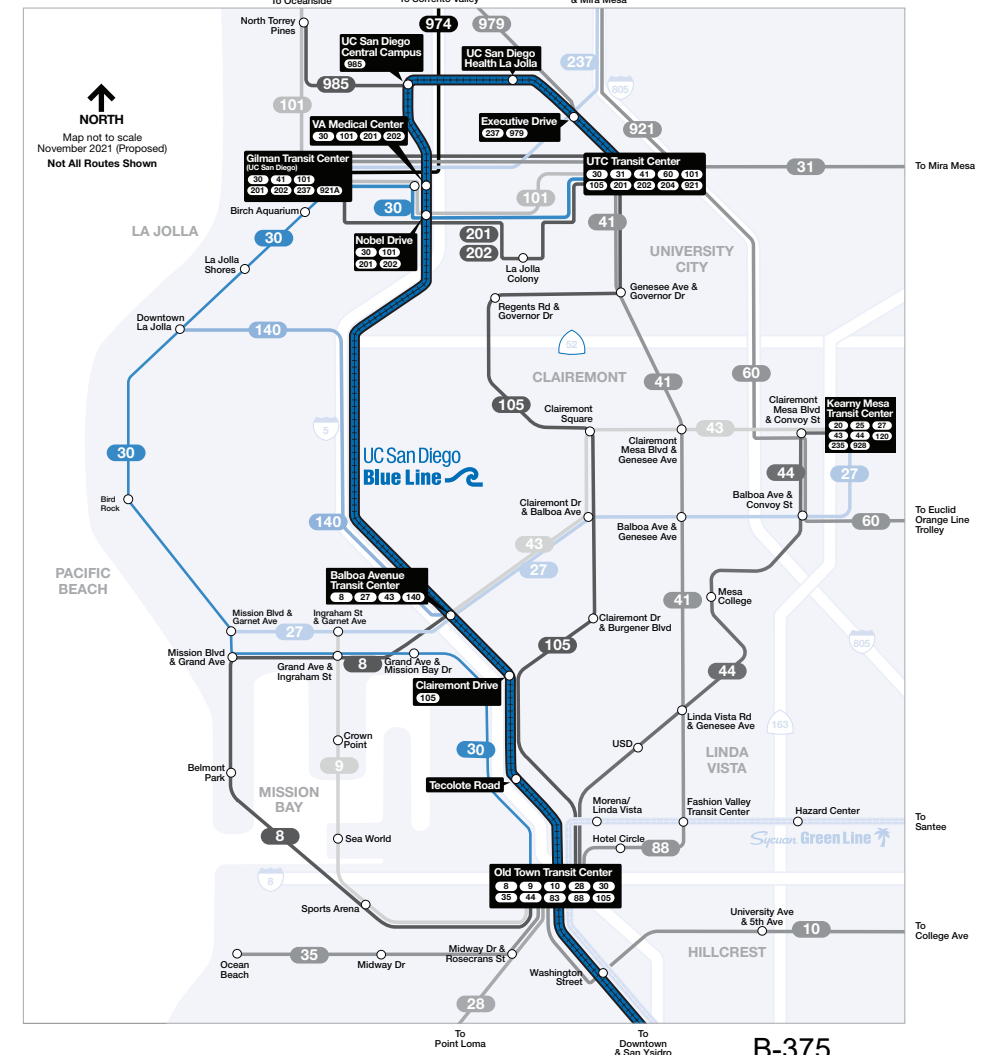 To Oceanside
To Sorrento Valley
& Mira Mesa
North Torrey
Pines
974
979
UC San Diego
Central Campus
985
UC San Diego
Health La Jolla
237
805
985
101
NORTH
Map not to scale
November 2021 (Proposed)
Not All Routes Shown
VA Medical Center
30 101 201 202
Executive Drive
237 979
921
Gilman Transit Center
(UC San Diego)
30 41 101
201 202 237 921A
UTC Transit Center
30 31 41 60 101
105 201 202 204 921
31
To Mira Mesa
101
30
Birch Aquarium
41
LA JOLLA
30
201
202
Nobel Drive
30 101
201 202
UNIVERSITY
CITY
La Jolla
Shores
La Jolla
Colony
Genesee Ave &
Governor Dr
Regents Rd &
Governor Dr
Downtown
La Jolla
140
52
CLAIREMONT
60
41
105
Clairemont
Square
Clairemont
Mesa Blvd
& Convoy St
Kearny Mesa
Transit Center
20 25 27
43 44 120
235 928
5
43
Clairemont
Mesa Blvd &
Genesee Ave
30
UC San Diego
Blue Line
44
27
Bird
Rock
Clairemont Dr
& Balboa Ave
Balboa Ave &
Convoy St
140
Balboa Ave &
Genesee Ave
60
To Euclid
Orange Line
Trolley
43
27
PACIFIC
BEACH
Balboa Avenue
Transit Center
8 27 43 140
41
Mesa
College
Mission Blvd &
Garnet Ave
Ingraham St
& Garnet Ave
27
Clairemont Dr
& Burgener Blvd
805
105
Mission Blvd
& Grand Ave
Grand Ave &
Ingraham St
8
Grand Ave &
Mission Bay Dr
44
Clairemont Drive
105
Linda Vista Rd
& Genesee Ave
163
Crown
Point
30
USD
LINDA
VISTA
9
Belmont
Park
Tecolote Road
MISSION
BAY
Morena/
Linda Vista
Fashion Valley
Transit Center
Hazard Center
To
Santee
8
Sea World
Hotel Circle
88
Sycuan Green Line
8
Old Town Transit Center
8 9 10 28 30
35 44 83 88 105
Sports Arena
University Ave
& 5th Ave
10
To
College Ave
35
Ocean
Beach
Midway Dr
Midway Dr &
Rosecrans St
HILLCREST
Washington
Street
28
To
Point Loma
To
Downtown
& San Ysidro
B-375